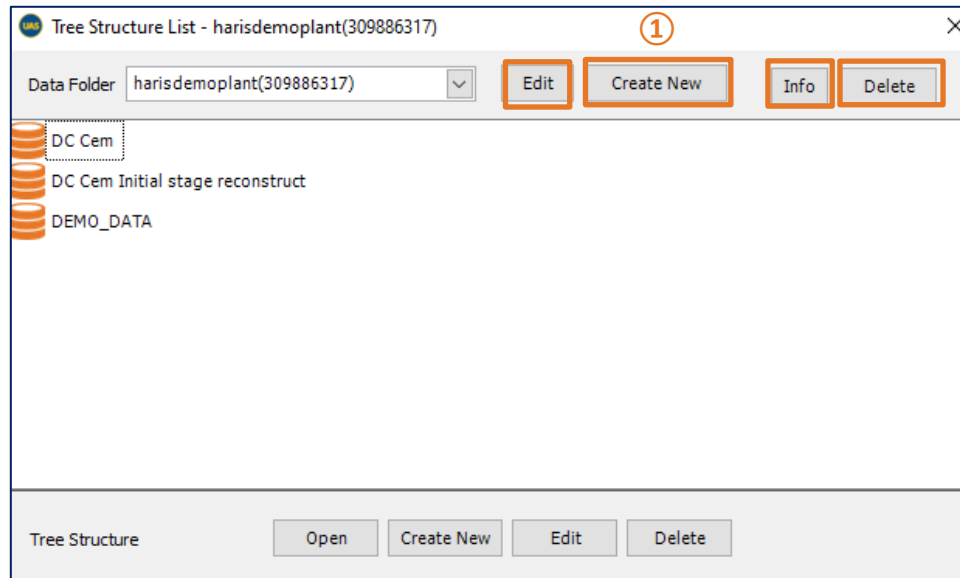 UAS Tree Structure List - harisdemoplant(309886317)
①
Data Folder harisdemoplant(309886317) Edit Create New Info Delete
DC Cem
DC Cem Initial stage reconstruct
DEMO_DATA
Tree Structure Open Create New Edit Delete